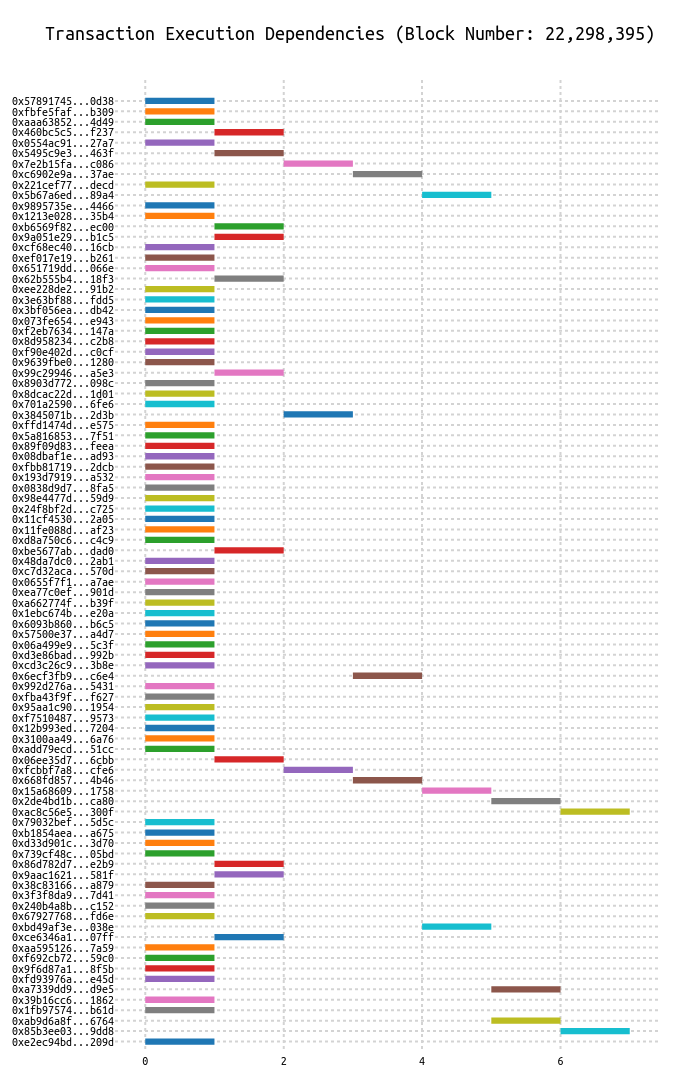 Transaction Execution Dependencies (Block Number: 22,298,395)
0x57891745...0d38
0xfbfe5faf...b309
0xaaa63852...4d49
0x460bc5c5...f237
0x0554ac91...27a7
0x5495c9e3...463f
0x7e2b15fa...c086
0xc6902e9a...37ae
0x221cef77...decd
0x5b67a6ed...89a4
0x9895735e...4466
0x1213e028...35b4
0xb6569f82...ec00
0x9a051e29...b1c5
0xcf68ec40...16cb
0xef017e19...b261
0x651719dd...066e
0x62b555b4...18f3
0xee228de2...91b2
0x3e63bf88...fdd5
0x3bf056ea...db42
0x073fe654...e943
0xf2eb7634...147a
0x8d958234...c2b8
0xf90e402d...c0cf
0x9639fbe0...1280
0x99c29946...a5e3
0x8903d772...098c
0x8dcac22d...1d01
0x701a2590...6fe6
0x3845071b...2d3b
0xffd1474d...e575
0x5a816853...7f51
0x89f09d83...feea
0x08dbaf1e...ad93
0xfbb81719...2dcb
0x193d7919...a532
0x0838d9d7...8fa5
0x98e4477d...59d9
0x24f8bf2d...c725
0x11cf4530...2a05
0x11fe088d...af23
0xd8a750c6...c4c9
0xbe5677ab...dad0
0x48da7dc0...2ab1
0xc7d32aca...570d
0x0655f7f1...a7ae
0xea77c0ef...901d
0xa662774f...b39f
0x1ebc674b...e20a
0x6093b860...b6c5
0x57500e37...a4d7
0x06a499e9...5c3f
0xd3e86bad...992b
0xcd3c26c9...3b8e
0x6ecf3fb9...c6e4
0x992d276a...5431
0xfba43f9f...f627
0x95aa1c90...1954
0xf7510487...9573
0x12b993ed...7204
0x3100aa49...6a76
0xadd79ecd...51cc
0x06ee35d7...6cbb
0xfcbbf7a8...cfe6
0x668fd857...4b46
0x15a68609...1758
0x2de4bd1b...ca80
0xac8c56e5...300f
0x79032bef...5d5c
0xb1854aea...a675
0xd33d901c...3d70
0x739cf48c...05bd
0x86d782d7...e2b9
0x9aac1621...581f
0x38c83166...a879
0x3f3f8da9...7d41
0x240b4a8b...c152
0x67927768...fd6e
0xbd49af3e...038e
0xce6346a1...07ff
0xaa595126...7a59
0xf692cb72...59c0
0x9f6d87a1...8f5b
0xfd93976a...e45d
0xa7339dd9...d9e5
0x39b16cc6...1862
0x1fb97574...b61d
0xab9d6a8f...6764
0x85b3ee03...9dd8
0xe2ec94bd...209d
0 2 4 6